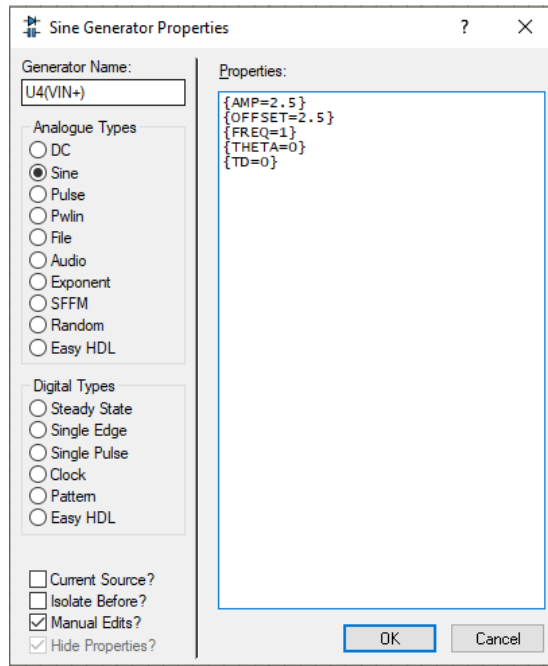 Sine Generator Properties
?
Generator Name:
U4(VIN+)
Analogue Types
DC
Sine
Pulse
Pwlin
File
Audio
Exponent
SFFM
Random
Easy HDL
Digital Types
Steady State
Single Edge
Single Pulse
Clock
Pattern
Easy HDL
Current Source?
Isolate Before?
Manual Edits?
Hide Properties?
Properties:
{AMP=2.5}
{OFFSET=2.5}
{FREQ=1}
{THETA=0}
{TD=0}
OK
Cancel